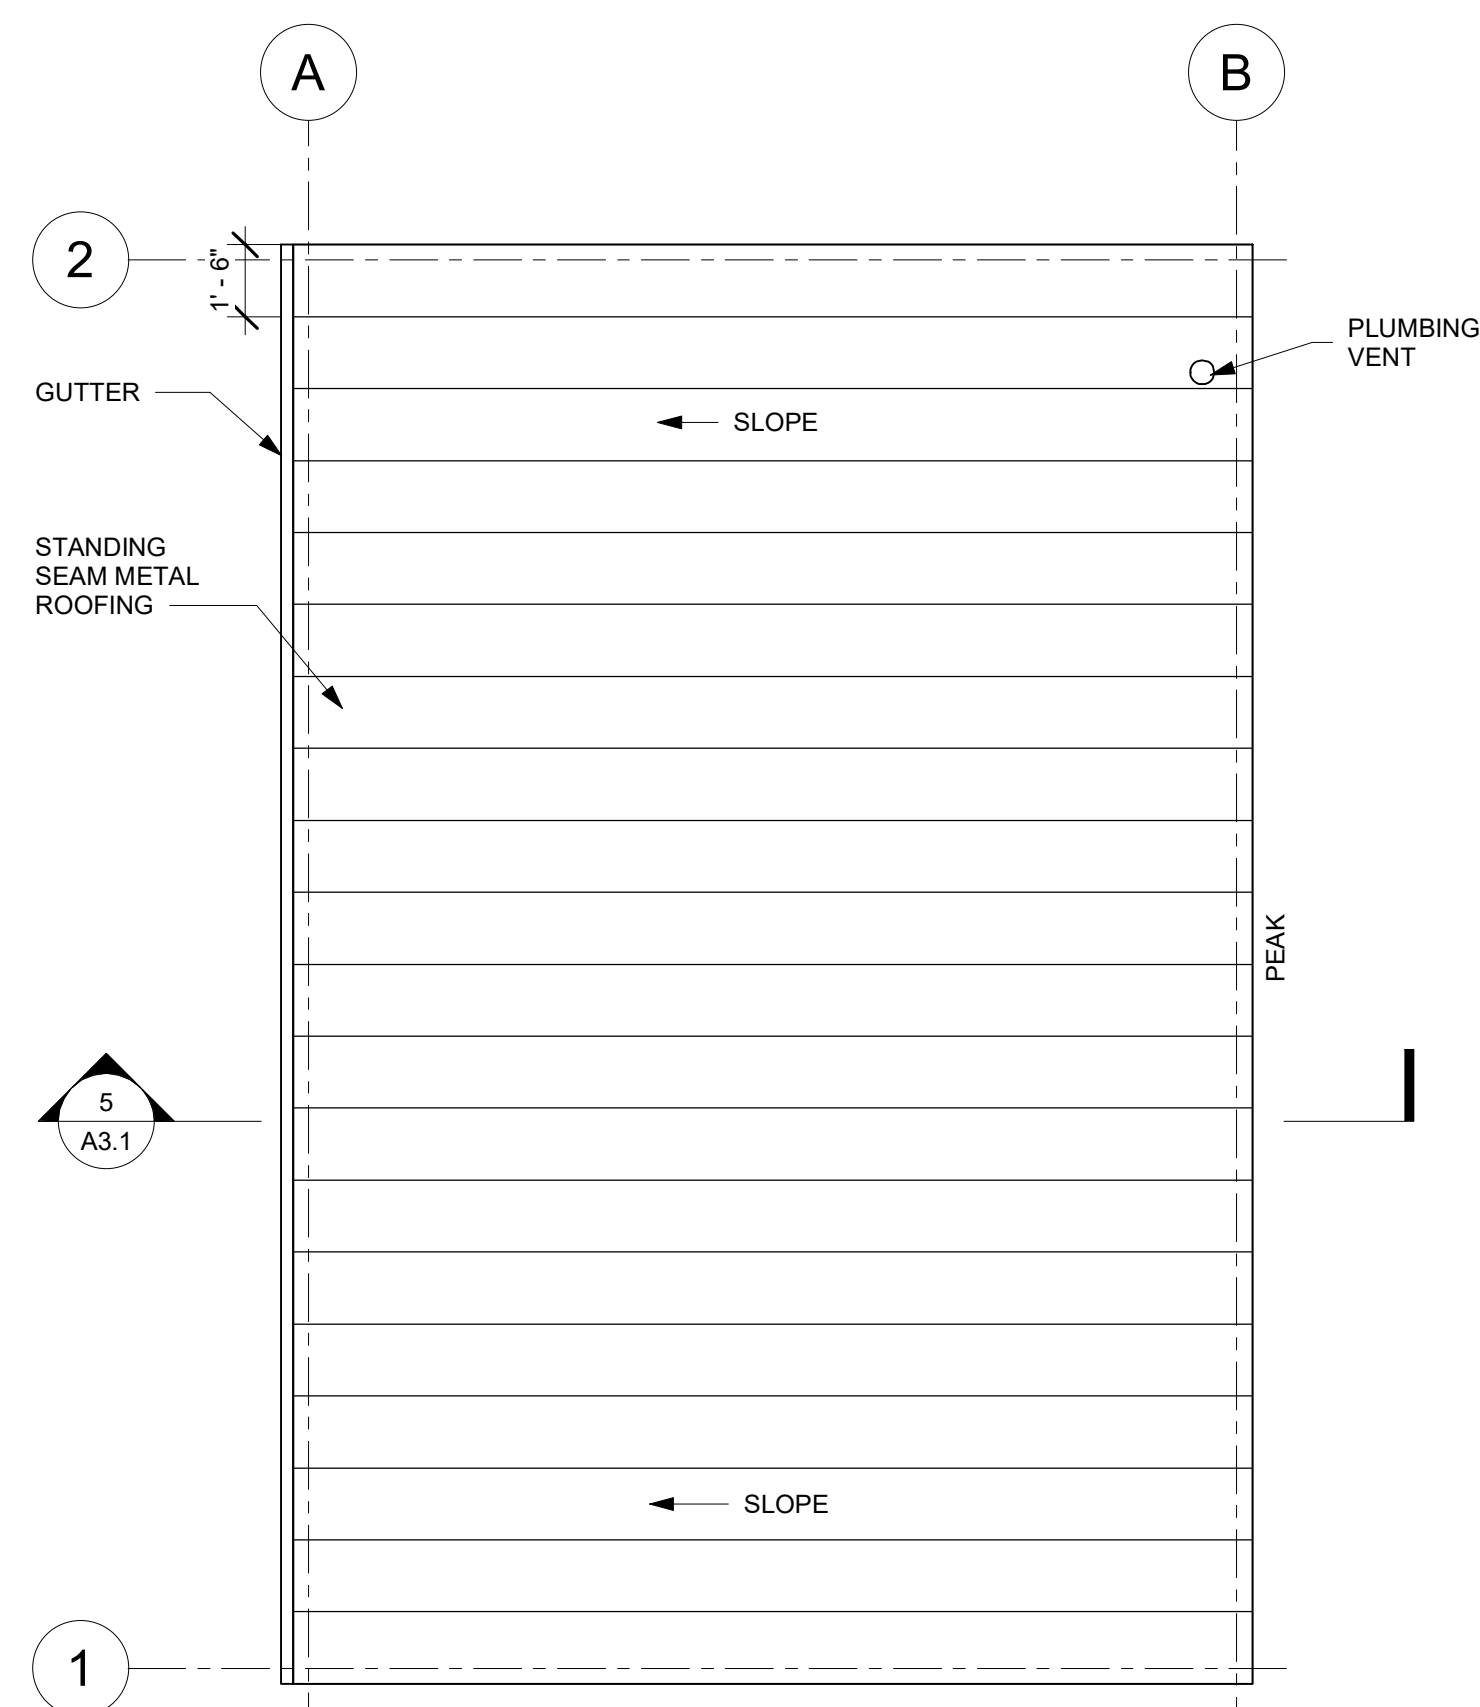 A
B
2
1' - 6"
PLUMBING
VENT
GUTTER
SLOPE
STANDING
SEAM METAL
ROOFING
PEAK
5
A3.1
SLOPE
1